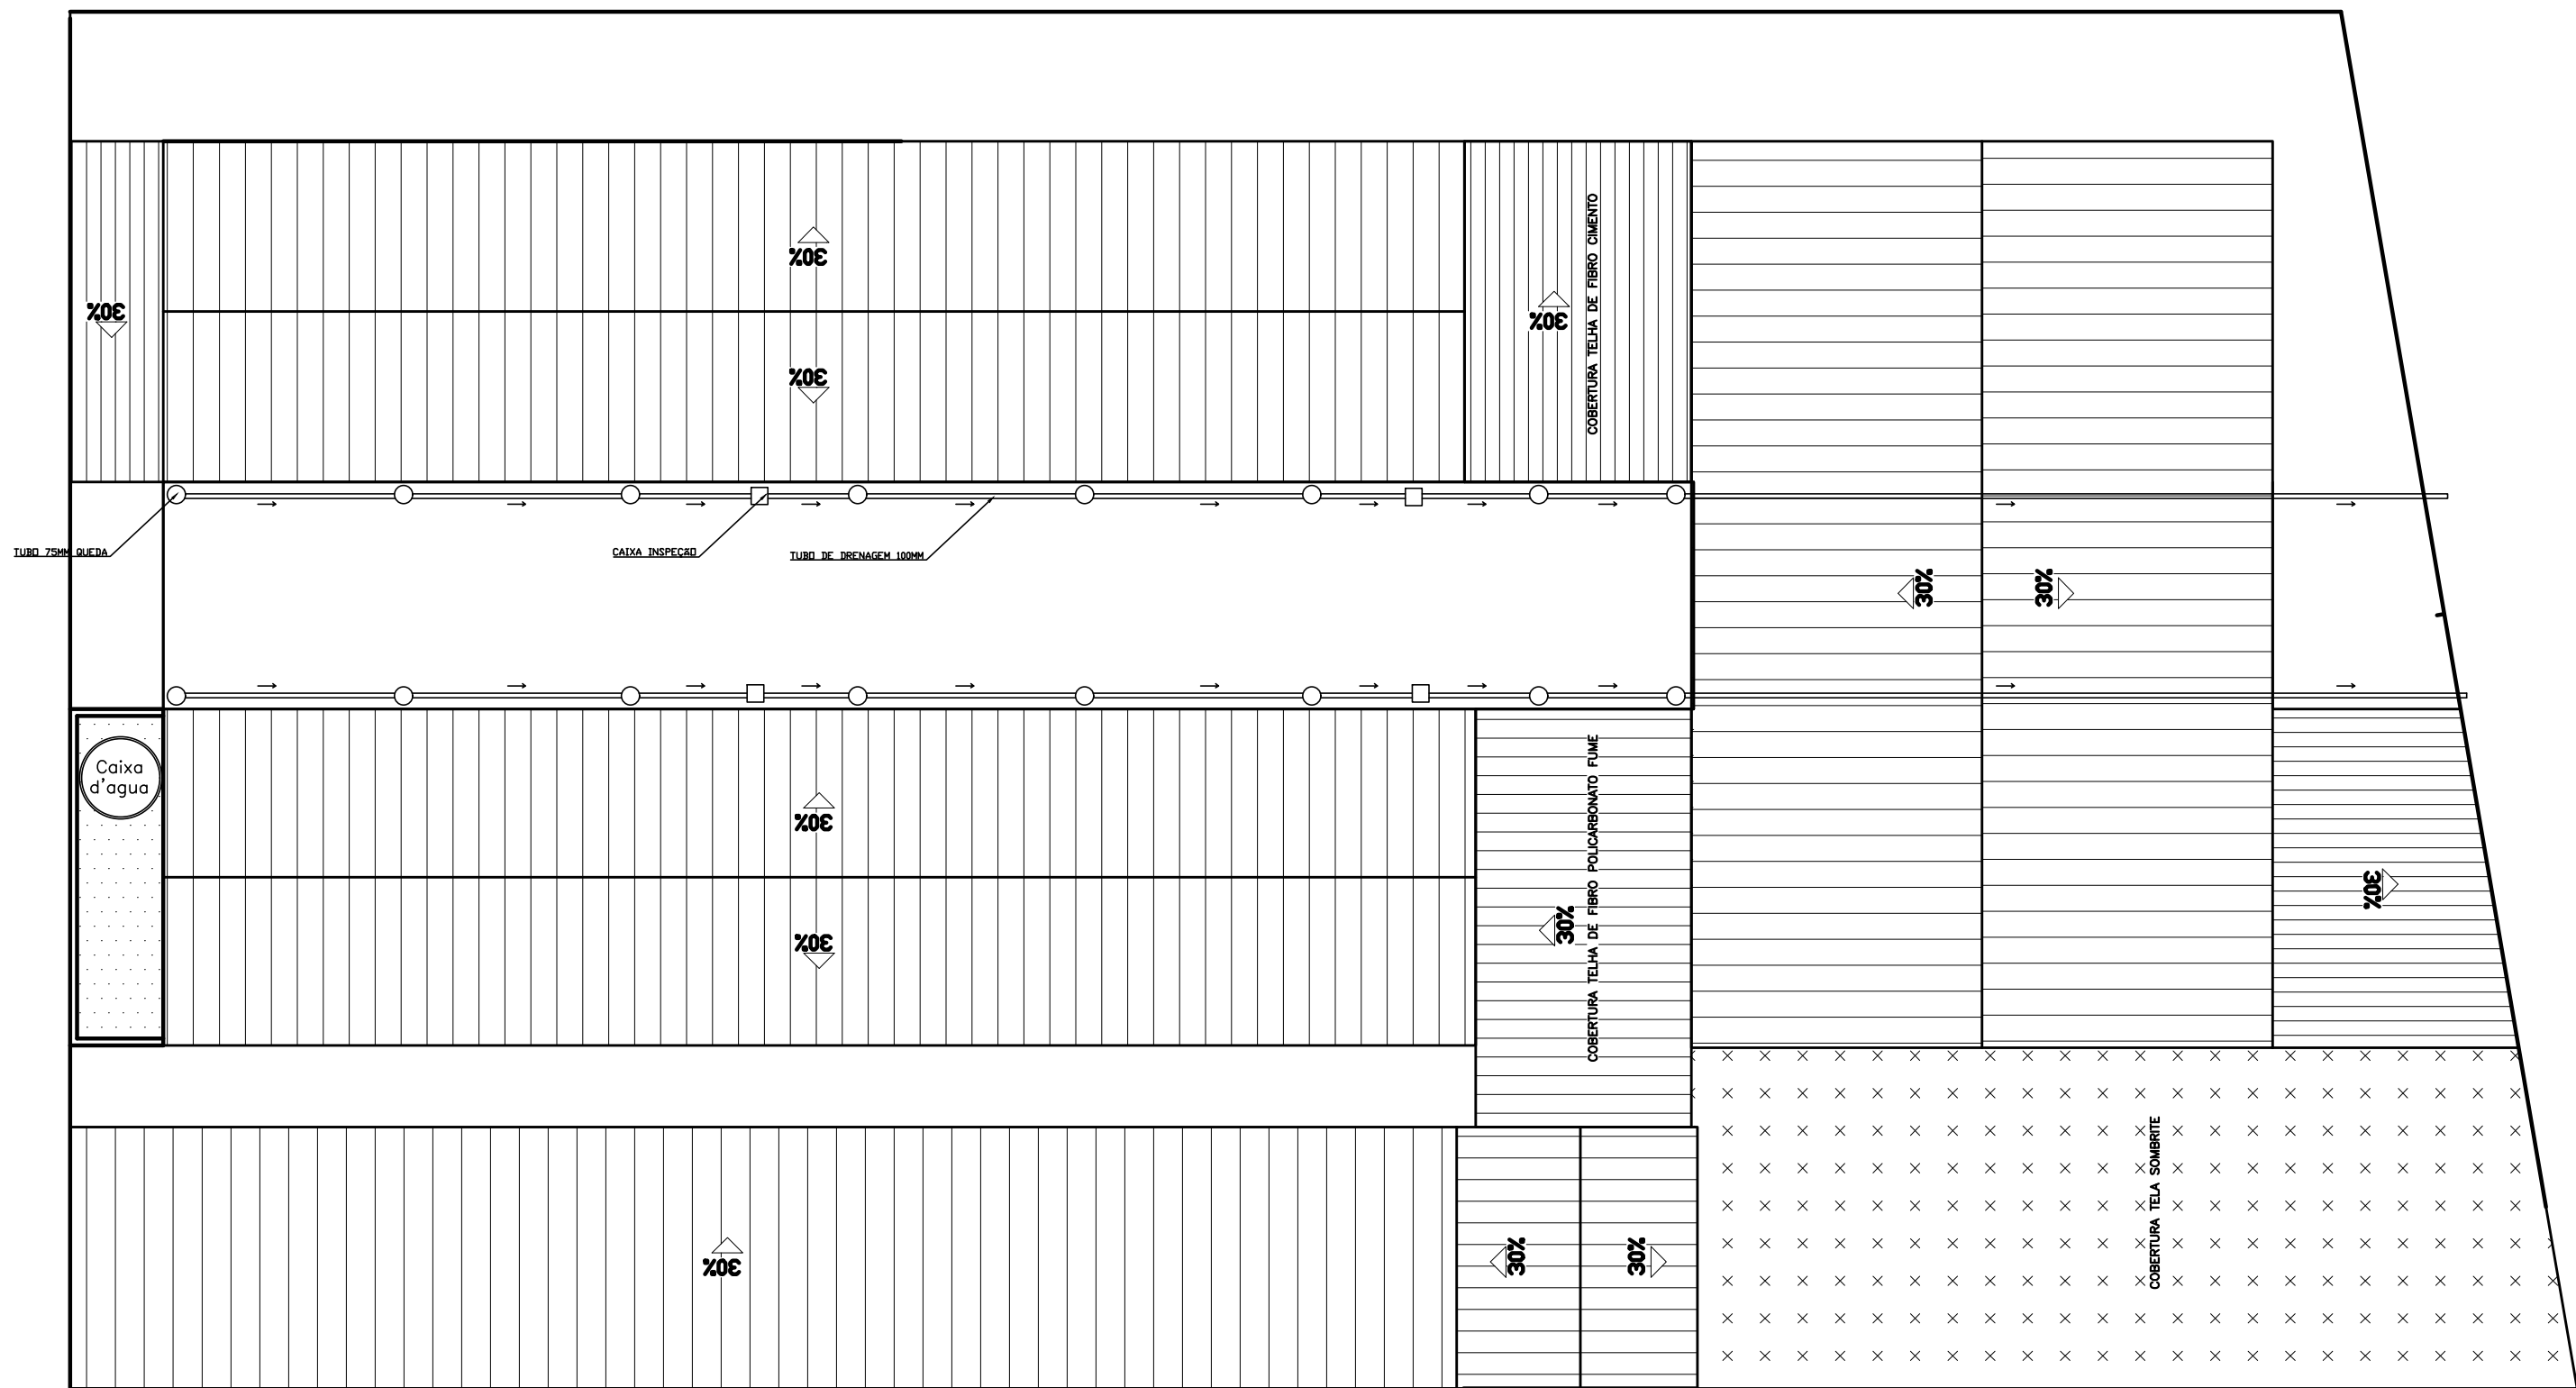 30%
30%
30%
30%
COBERTURA TELHA DE FIBRO CIMENTO
TUBO 75MM QUEDA
CAIXA INSPEÇÃO
TUBO DE DRENAGEM 100MM
30%
30%
Caixa
d'agua
30%
30%
30%
COBERTURA TELHA DE FIBRO POLICARBONATO FUME
30%
30%
30%
30%
COBERTURA TELA SOMBRITE